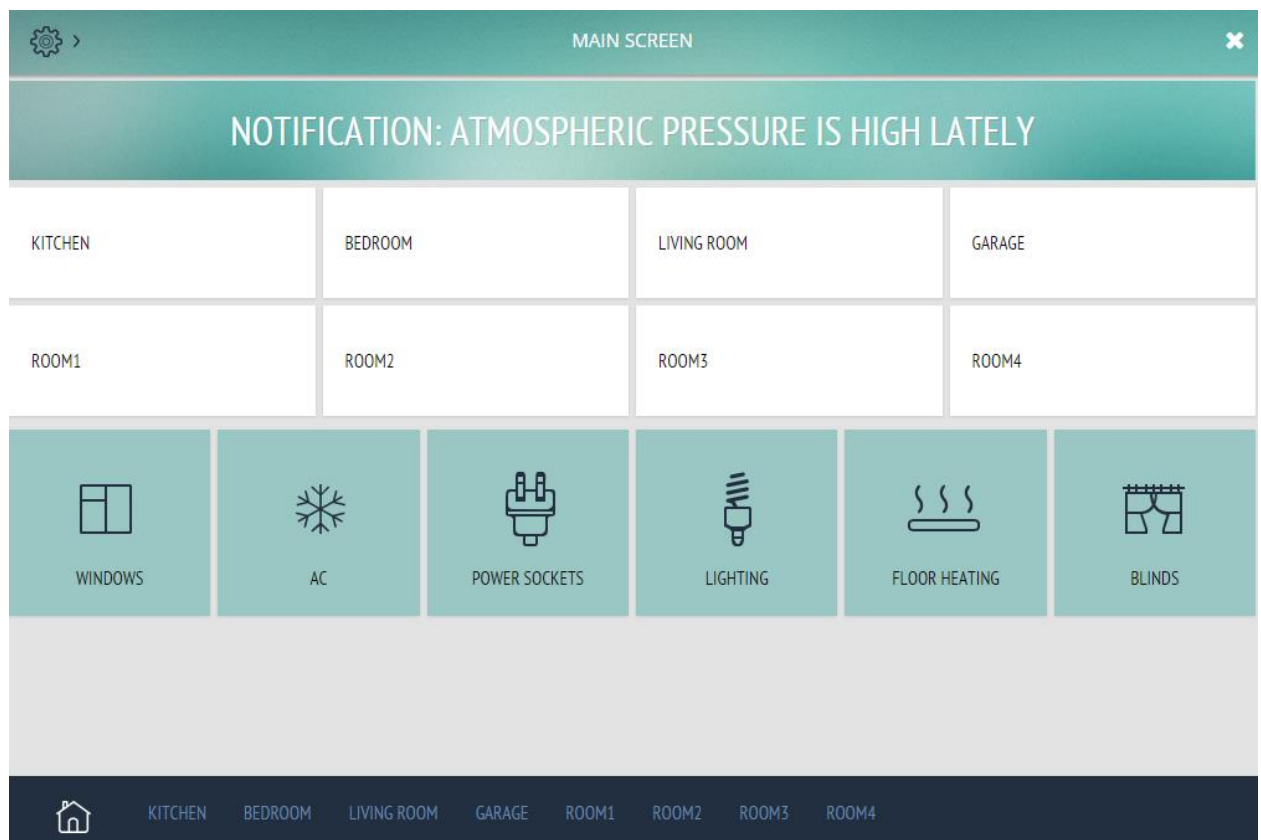 MAIN SCREEN
NOTIFICATION: ATMOSPHERIC PRESSURE IS HIGH LATELY
KITCHEN BEDROOM LIVING ROOM GARAGE
ROOM1 ROOM2 ROOM3 ROOM4
WINDOWS AC POWER SOCKETS LIGHTING FLOOR HEATING BLINDS
KITCHEN BEDROOM LIVING ROOM GARAGE ROOM1 ROOM2 ROOM3 ROOM4